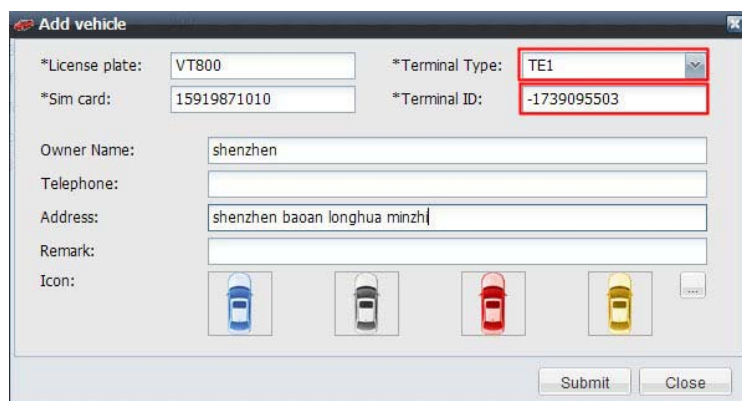 Add vehicle
*License plate: VT800 *Terminal Type: TE1
*Sim card: 15919871010 *Terminal ID: -1739095503
Owner Name: shenzhen
Telephone:
Address: shenzhen baoan longhua minzhi
Remark:
Icon: ...
Submit Close